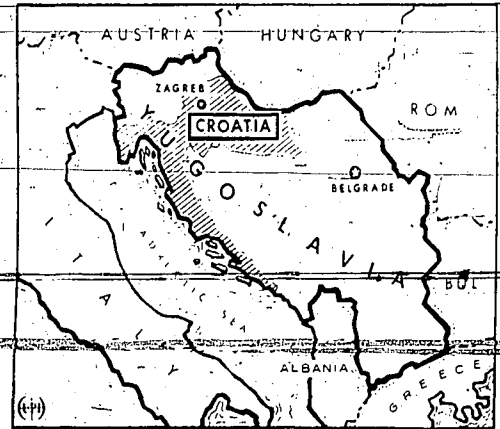 AUSTRIA HUNGARY
ZAGREB
ROM
CROATIA
YUGOSLAVIA
BELGRADE
ITALY
ADRIATIC SEA
BUL
ALBANIA
GREECE
(upi)